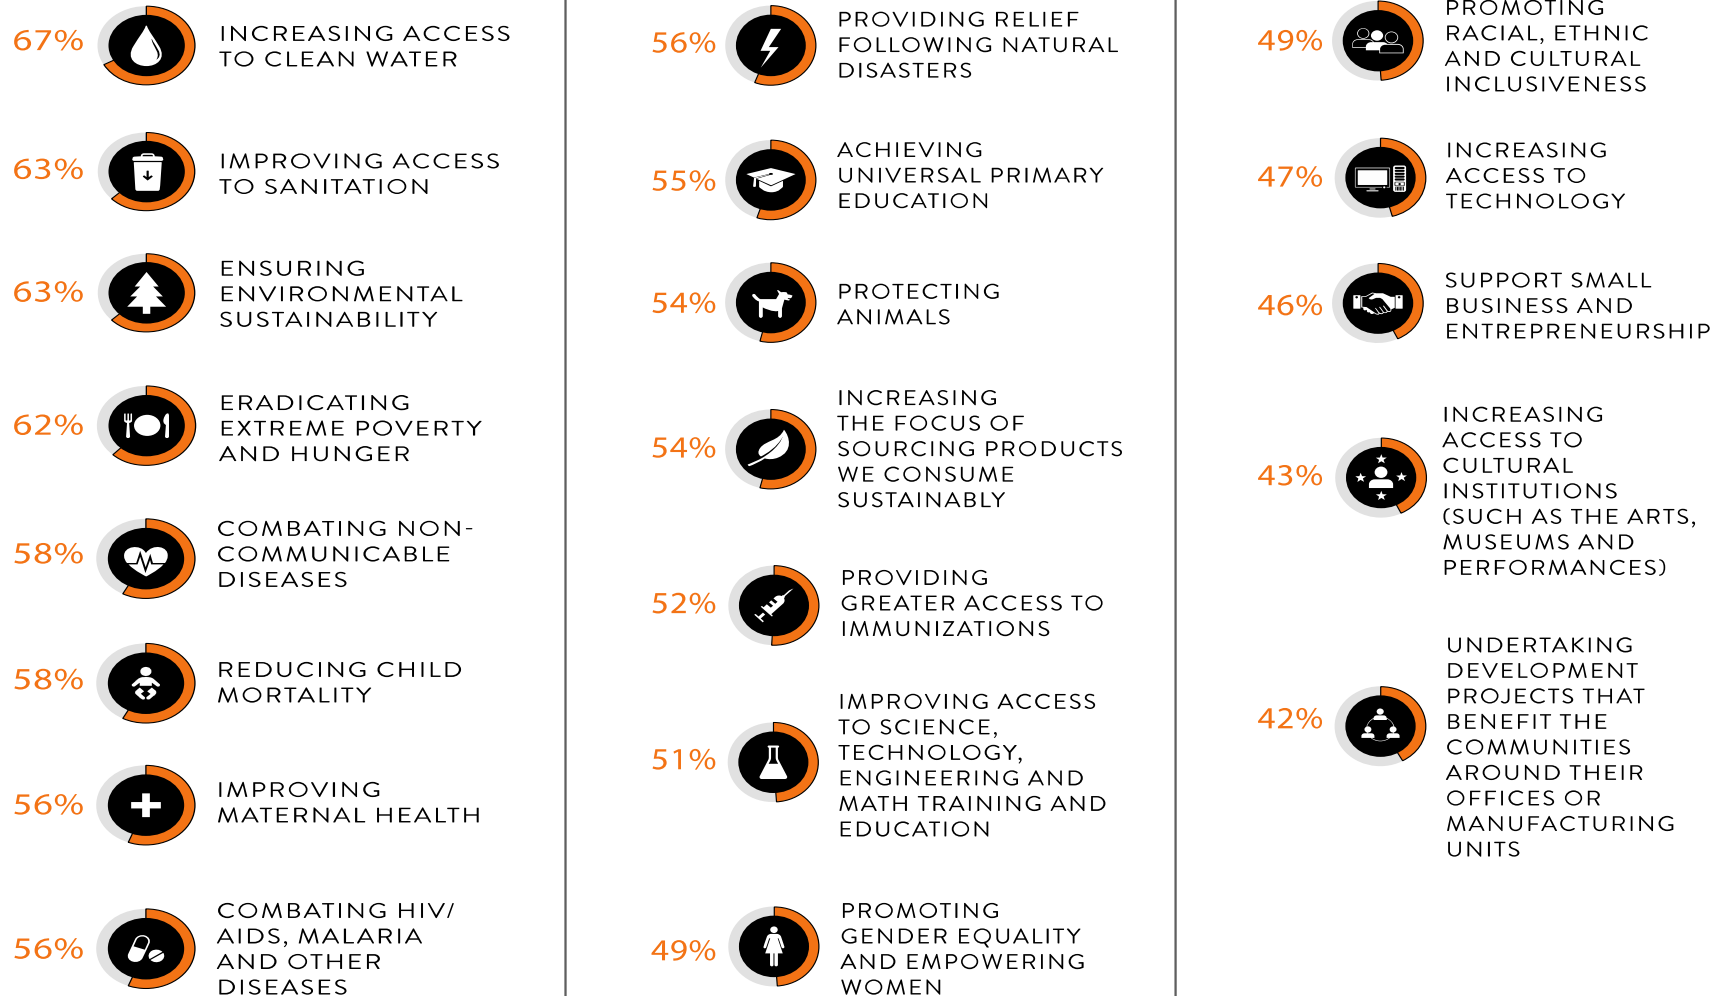 67%
INCREASING ACCESS
TO CLEAN WATER
63%
IMPROVING ACCESS
TO SANITATION
63%
ENSURING
ENVIRONMENTAL
SUSTAINABILITY
62%
ERADICATING
EXTREME POVERTY
AND HUNGER
58%
COMBATING NON-
COMMUNICABLE
DISEASES
58%
REDUCING CHILD
MORTALITY
56%
IMPROVING
MATERNAL HEALTH
56%
COMBATING HIV/
AIDS, MALARIA
AND OTHER
DISEASES
56%
PROVIDING RELIEF
FOLLOWING NATURAL
DISASTERS
55%
ACHIEVING
UNIVERSAL PRIMARY
EDUCATION
54%
PROTECTING
ANIMALS
54%
INCREASING
THE FOCUS OF
SOURCING PRODUCTS
WE CONSUME
SUSTAINABLY
52%
PROVIDING
GREATER ACCESS TO
IMMUNIZATIONS
51%
IMPROVING ACCESS
TO SCIENCE,
TECHNOLOGY,
ENGINEERING AND
MATH TRAINING AND
EDUCATION
49%
PROMOTING
GENDER EQUALITY
AND EMPOWERING
WOMEN
49%
PROMOTING
RACIAL, ETHNIC
AND CULTURAL
INCLUSIVENESS
47%
INCREASING
ACCESS TO
TECHNOLOGY
46%
SUPPORT SMALL
BUSINESS AND
ENTREPRENEURSHIP
43%
INCREASING
ACCESS TO
CULTURAL
INSTITUTIONS
(SUCH AS THE ARTS,
MUSEUMS AND
PERFORMANCES)
42%
UNDERTAKING
DEVELOPMENT
PROJECTS THAT
BENEFIT THE
COMMUNITIES
AROUND THEIR
OFFICES OR
MANUFACTURING
UNITS